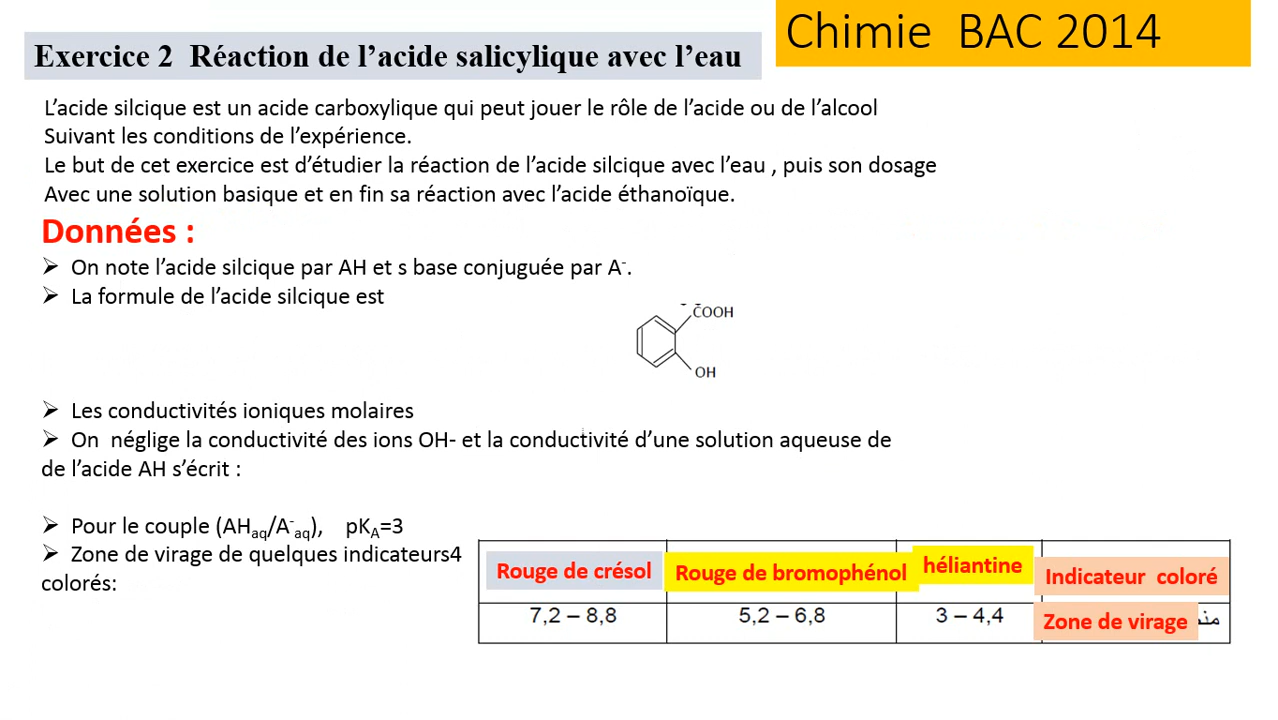 Chimie BAC 2014
Exercice 2 Réaction de l'acide salicylique avec l'eau
L'acide silcique est un acide carboxylique qui peut jouer le rôle de l'acide ou de l'alcool
Suivant les conditions de l'expérience.
Le but de cet exercice est d'étudier la réaction de l'acide silcique avec l'eau , puis son dosage
Avec une solution basique et en fin sa réaction avec l'acide éthanoïque.
Données :
➢ On note l'acide silcique par AH et s base conjuguée par A⁻.
➢ La formule de l'acide silcique est
COOH
OH
➢ Les conductivités ioniques molaires
➢ On néglige la conductivité des ions OH- et la conductivité d'une solution aqueuse de
de l'acide AH s'écrit :
➢ Pour le couple (AHaq/A⁻aq), pKA=3
➢ Zone de virage de quelques indicateurs4
colorés:
Rouge de crésol Rouge de bromophénol héliantine Indicateur coloré
7,2 – 8,8 5,2 – 6,8 3 – 4,4 Zone de virage